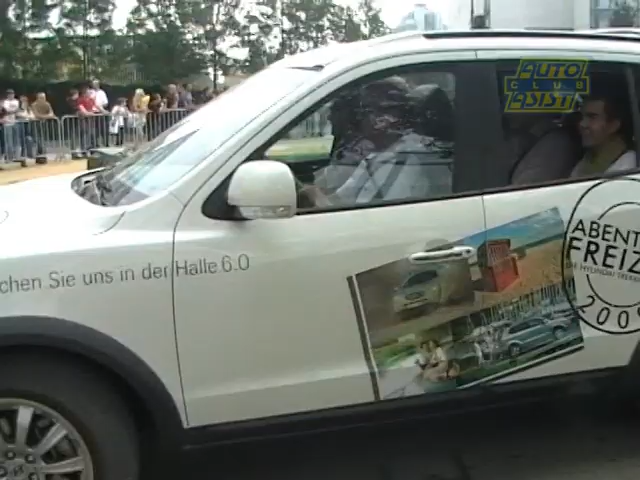 AUTO
CLUB
ASIST
chen Sie uns in der Halle 6.0
ABENT
FREIZ
2009